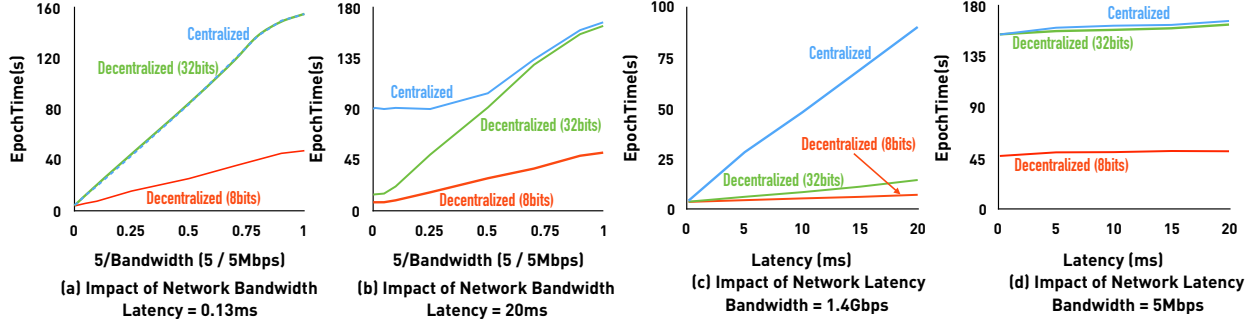 EpochTime(s)
160
120
80
40
0
Centralized
Decentralized (32bits)
Decentralized (8bits)
0
0.25
0.5
0.75
1
5/Bandwidth (5 / 5Mbps)
(a) Impact of Network Bandwidth
Latency = 0.13ms
EpochTime(s)
180
135
90
45
0
Centralized
Decentralized (32bits)
Decentralized (8bits)
0
0.25
0.5
0.75
1
5/Bandwidth (5 / 5Mbps)
(b) Impact of Network Bandwidth
Latency = 20ms
EpochTime(s)
100
75
50
25
0
Centralized
Decentralized (8bits)
Decentralized (32bits)
0
5
10
15
20
Latency (ms)
(c) Impact of Network Latency
Bandwidth = 1.4Gbps
EpochTime(s)
180
135
90
45
0
Centralized
Decentralized (32bits)
Decentralized (8bits)
0
5
10
15
20
Latency (ms)
(d) Impact of Network Latency
Bandwidth = 5Mbps